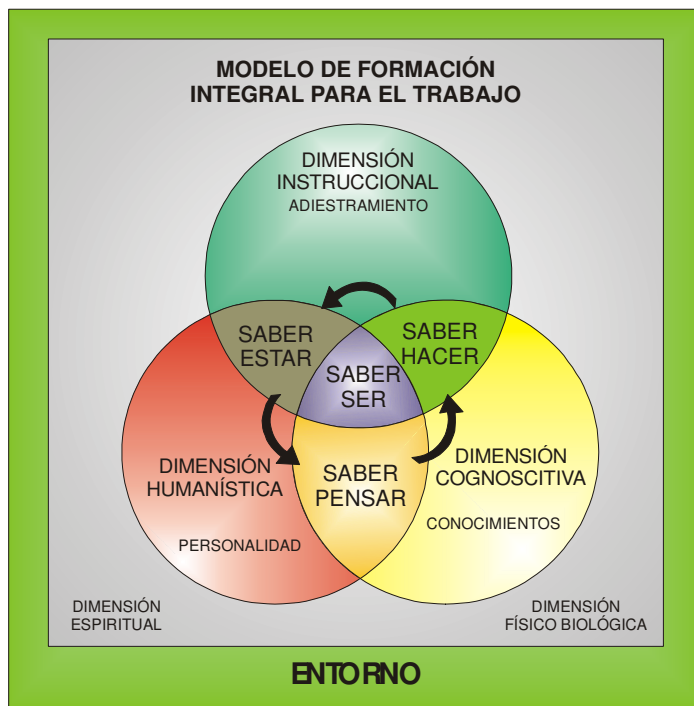 MODELO DE FORMACIÓN
INTEGRAL PARA EL TRABAJO
DIMENSIÓN
INSTRUCCIONAL
ADIESTRAMIENTO
SABER
ESTAR
SABER
HACER
SABER
SER
DIMENSIÓN
HUMANÍSTICA
PERSONALIDAD
SABER
PENSAR
DIMENSIÓN
COGNOSCITIVA
CONOCIMIENTOS
DIMENSIÓN
ESPIRITUAL
DIMENSIÓN
FÍSICO BIOLÓGICA
ENTORNO